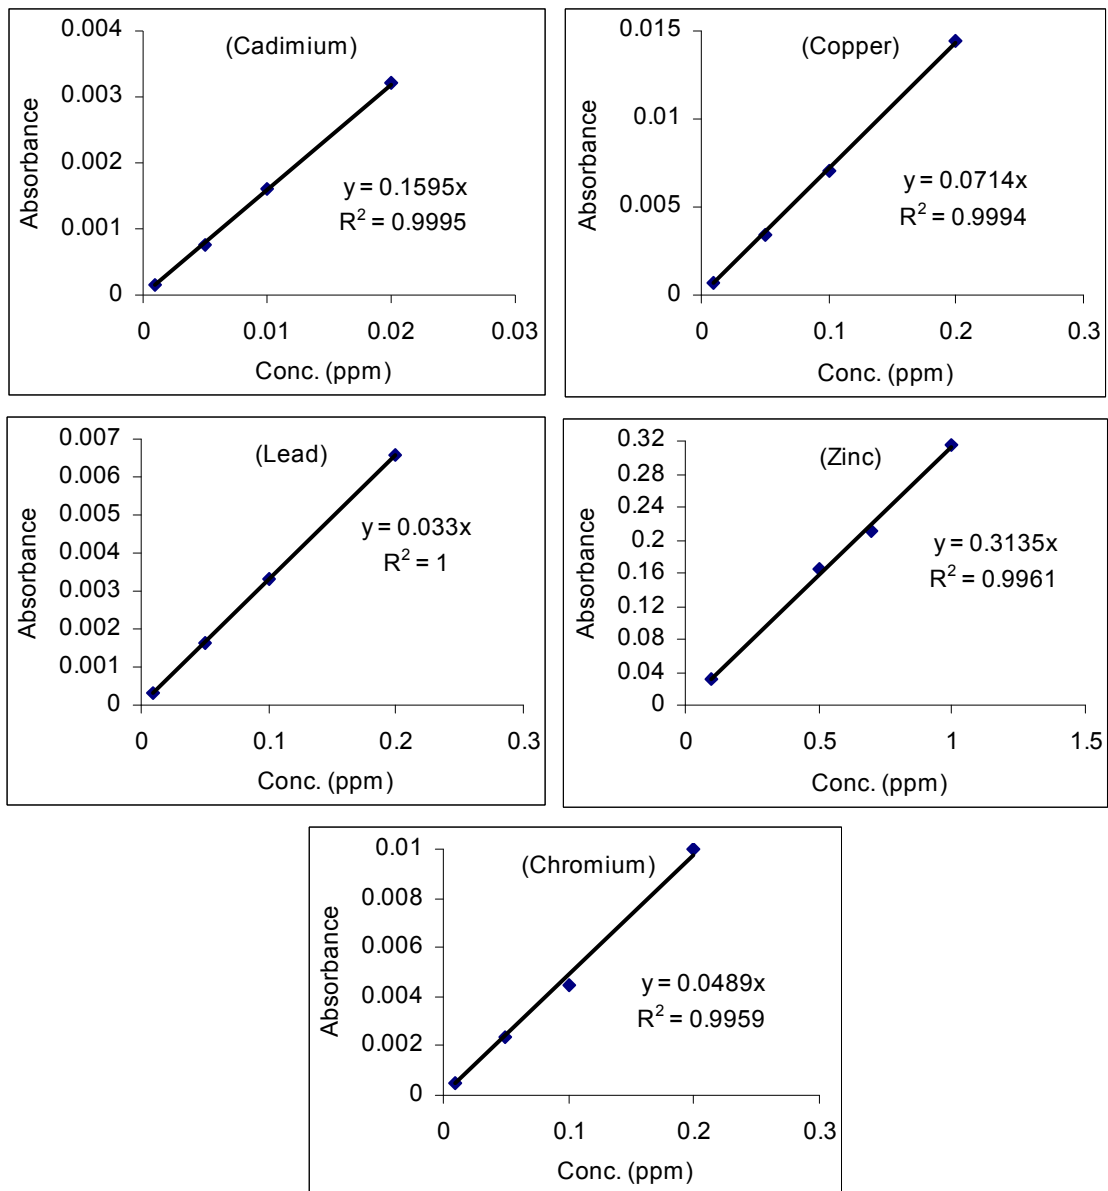 (Cadimium)
0.004
0.003
0.002
0.001
0
Absorbance
y = 0.1595x
R² = 0.9995
0 0.01 0.02 0.03
Conc. (ppm)
(Copper)
0.015
0.01
0.005
0
Absorbance
y = 0.0714x
R² = 0.9994
0 0.1 0.2 0.3
Conc. (ppm)
(Lead)
0.007
0.006
0.005
0.004
0.003
0.002
0.001
0
Absorbance
y = 0.033x
R² = 1
0 0.1 0.2 0.3
Conc. (ppm)
(Zinc)
0.32
0.28
0.24
0.2
0.16
0.12
0.08
0.04
0
Absorbance
y = 0.3135x
R² = 0.9961
0 0.5 1 1.5
Conc. (ppm)
(Chromium)
0.01
0.008
0.006
0.004
0.002
0
Absorbance
y = 0.0489x
R² = 0.9959
0 0.1 0.2 0.3
Conc. (ppm)